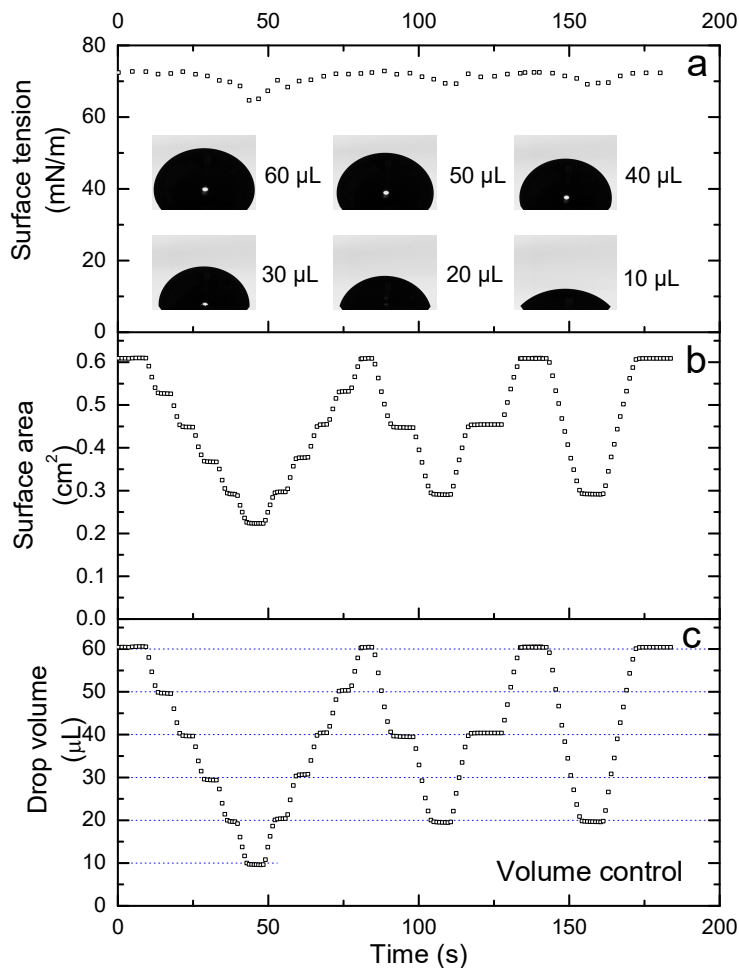 0 50 100 150 200
80
60
40
20
0
Surface tension
(mN/m)
a
60 μL 50 μL 40 μL
30 μL 20 μL 10 μL
0.6
0.5
0.4
0.3
0.2
0.1
0.0
Surface area
(cm²)
b
60
50
40
30
20
10
0
Drop volume
(μL)
c
Volume control
0 50 100 150 200
Time (s)